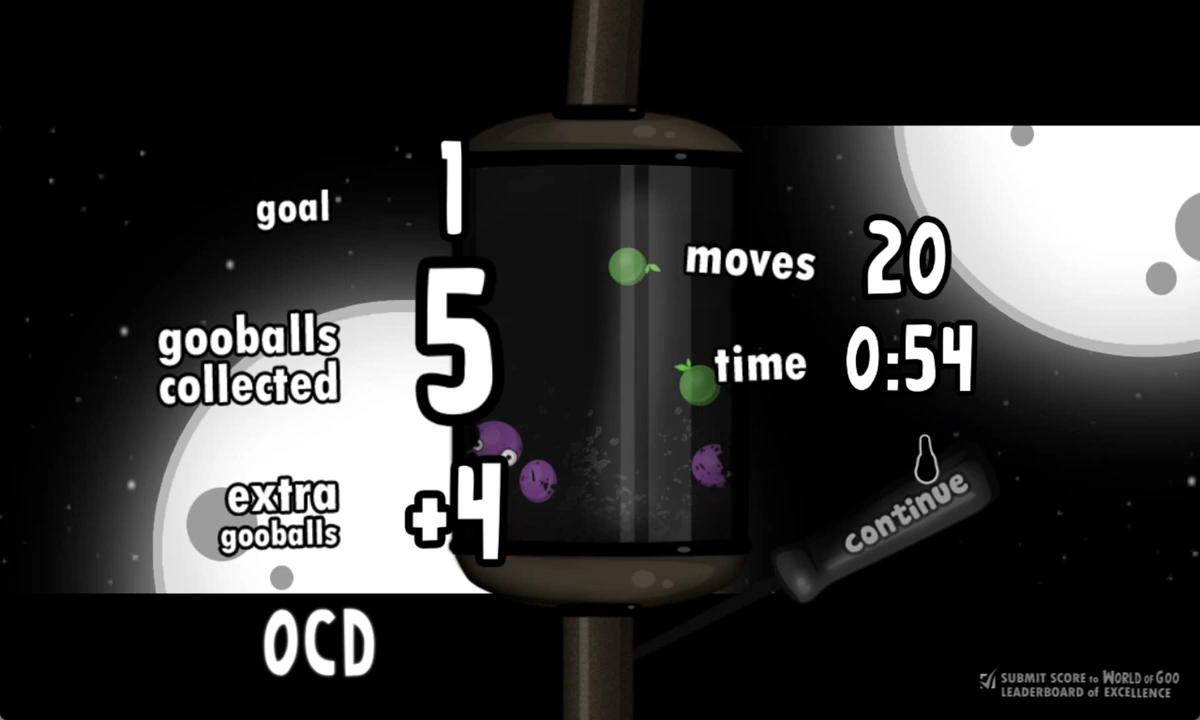 goal 1
gooballs
collected 5
extra
gooballs +4
OCD
moves 20
time 0:54
continue
SUBMIT SCORE to WORLD OF GOO
LEADERBOARD of EXCELLENCE